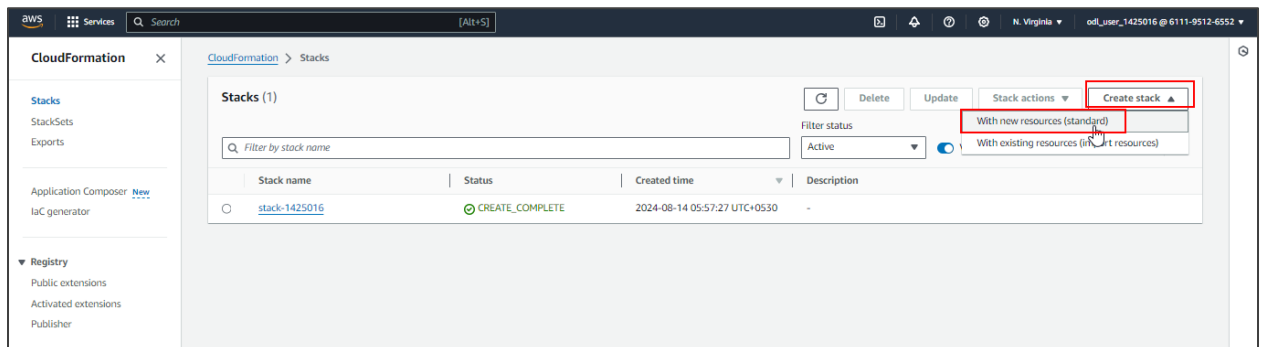 aws Services Search [Alt+S] N. Virginia odl_user_1425016 @ 6111-9512-6552
CloudFormation
Stacks
StackSets
Exports
Application Composer New
IaC generator
Registry
Public extensions
Activated extensions
Publisher
CloudFormation > Stacks
Stacks (1)
Delete Update Stack actions Create stack
With new resources (standard)
With existing resources (import resources)
Filter status
Filter by stack name
Active
Stack name Status Created time Description
stack-1425016 CREATE_COMPLETE 2024-08-14 05:57:27 UTC+0530 -